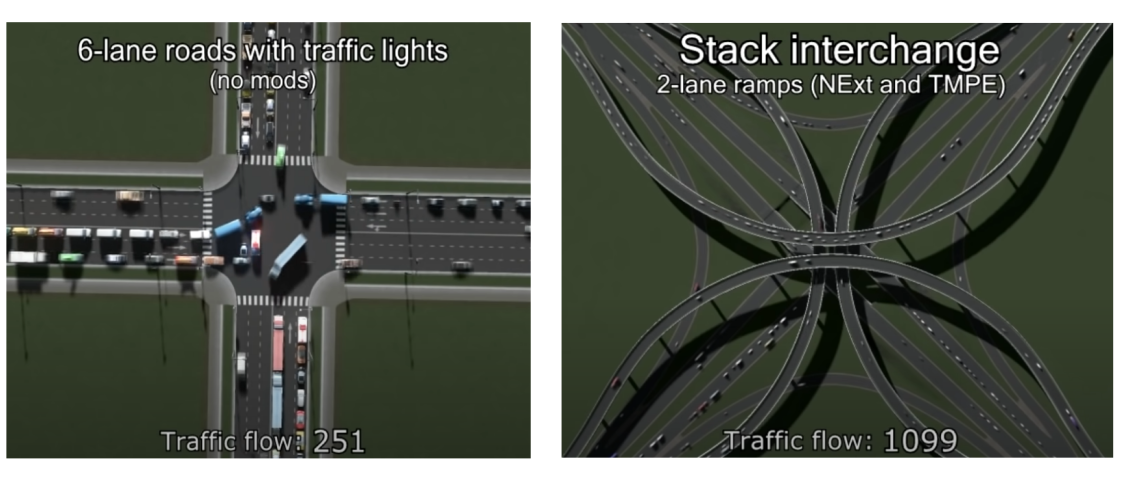 6-lane roads with traffic lights
(no mods)
Traffic flow: 251
Stack interchange
2-lane ramps (NExt and TMPE)
Traffic flow: 1099